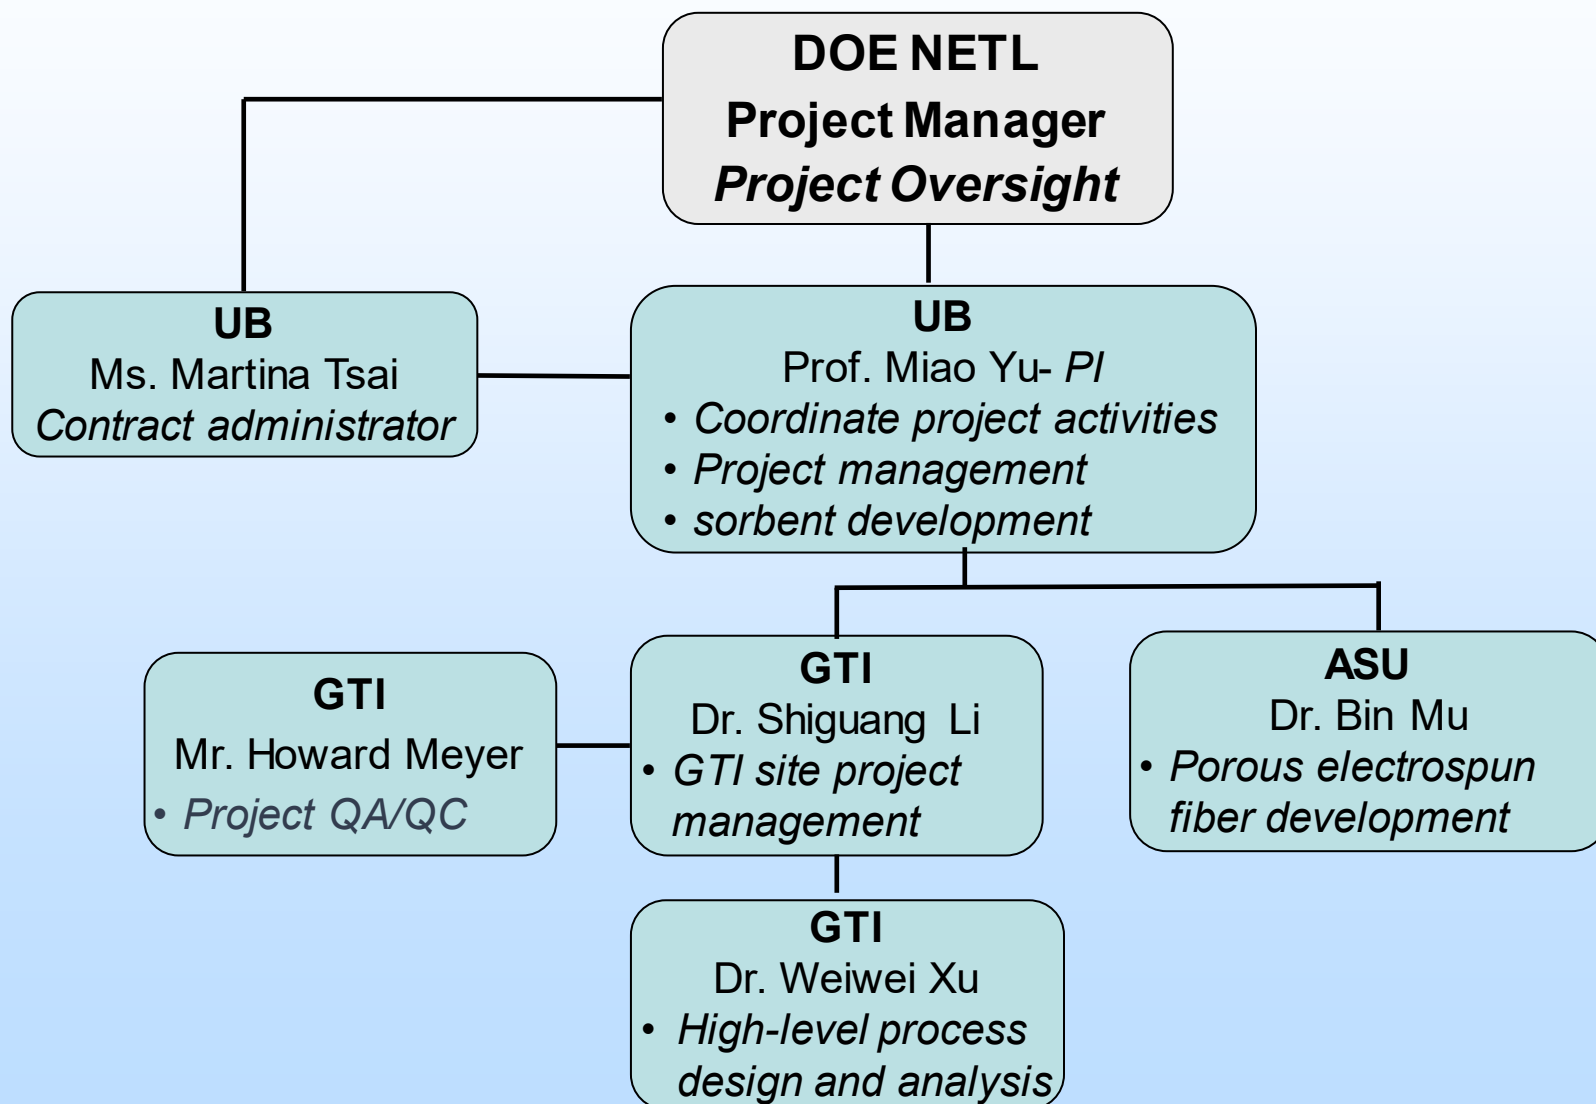 DOE NETL
Project Manager
Project Oversight
UB
Ms. Martina Tsai
Contract administrator
UB
Prof. Miao Yu- PI
• Coordinate project activities
• Project management
• sorbent development
GTI
Mr. Howard Meyer
• Project QA/QC
GTI
Dr. Shiguang Li
• GTI site project
management
ASU
Dr. Bin Mu
• Porous electrospun
fiber development
GTI
Dr. Weiwei Xu
• High-level process
design and analysis